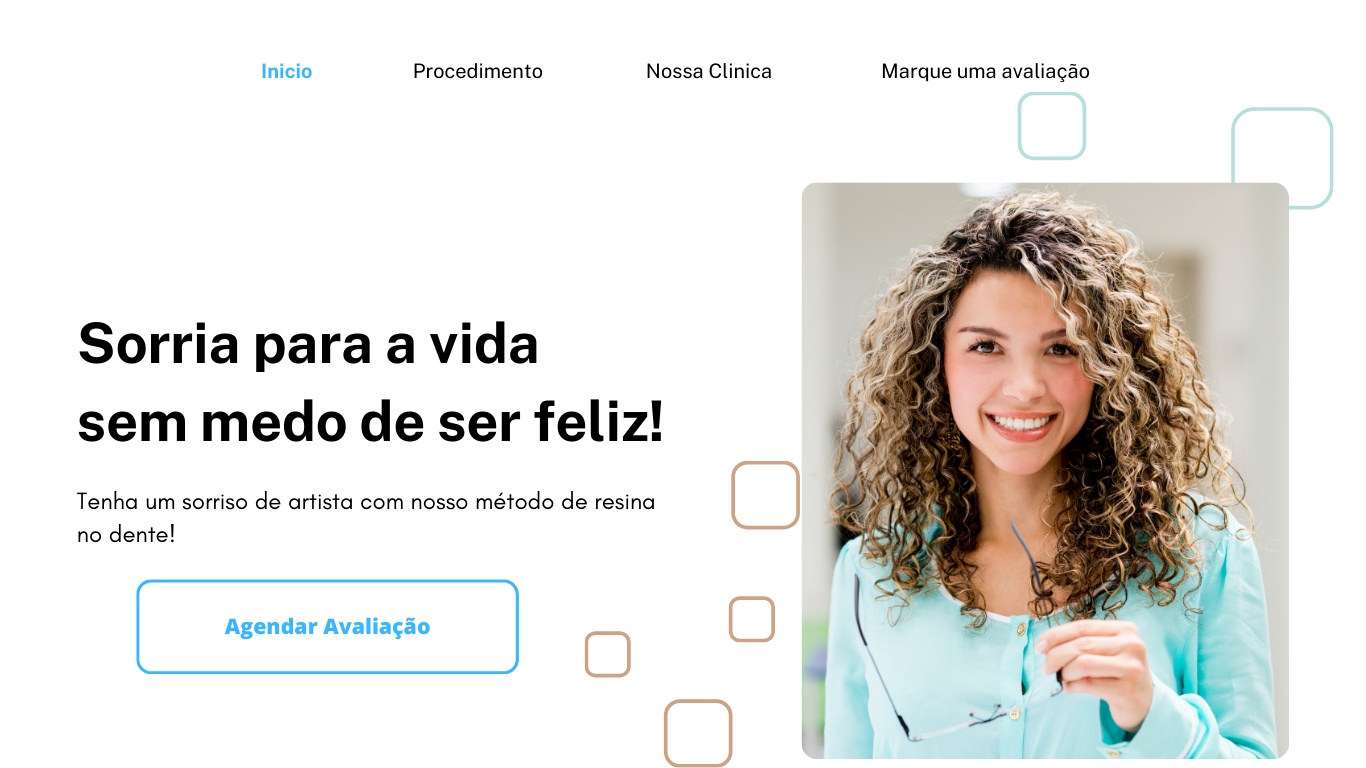 Inicio
Procedimento
Nossa Clinica
Marque uma avaliação
Sorria para a vida
sem medo de ser feliz!
Tenha um sorriso de artista com nosso método de resina
no dente!
Agendar Avaliação